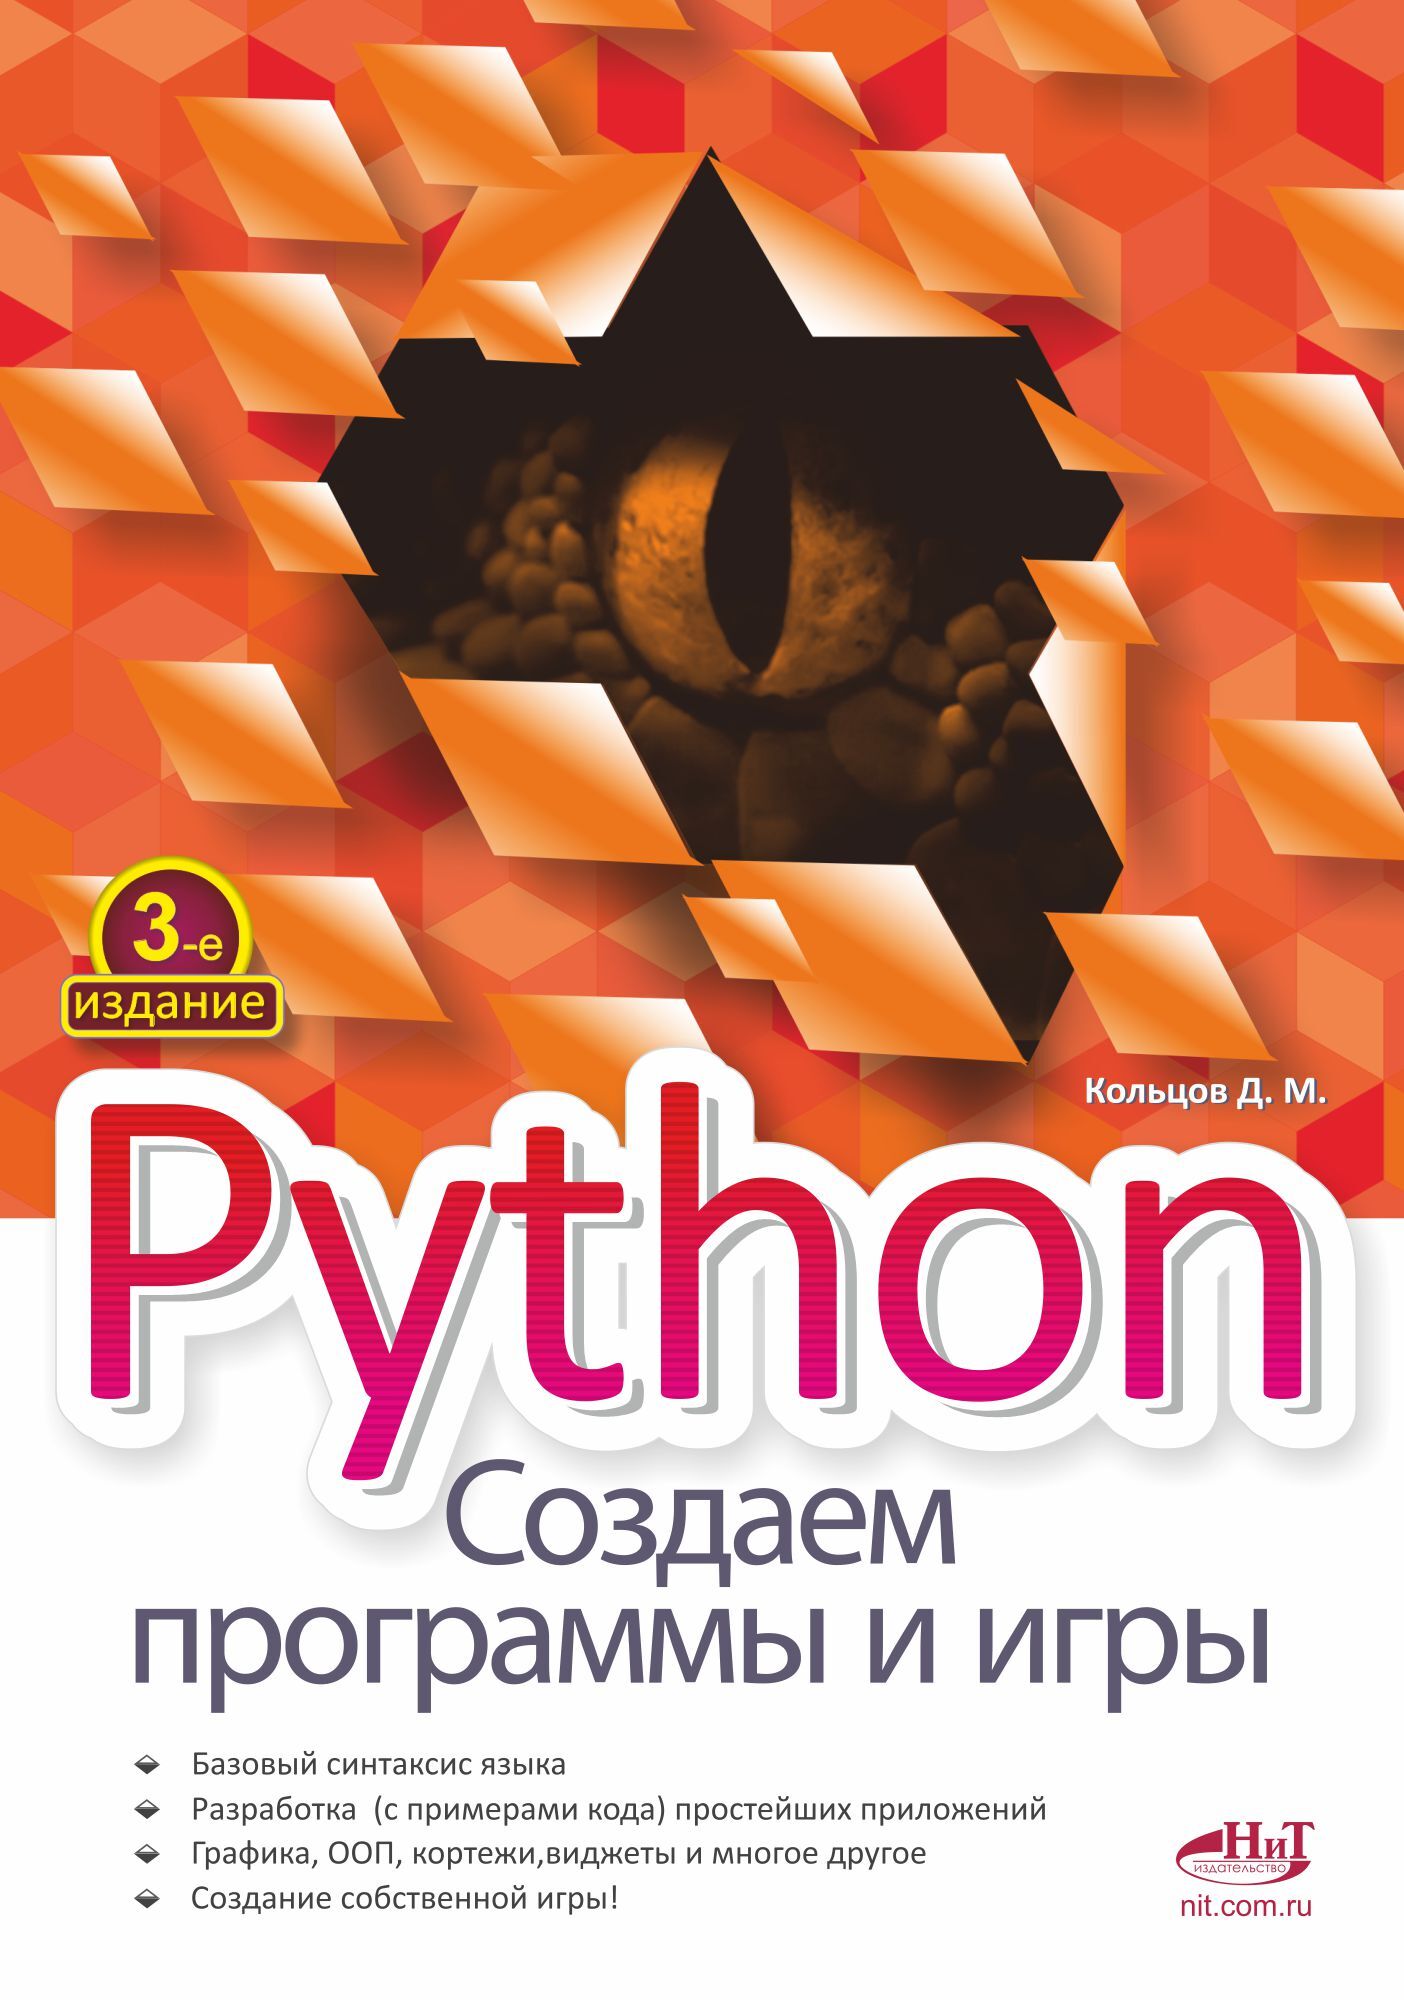 3-е
издание
Кольцов Д. М.
Python
Создаем
программы и игры
Базовый синтаксис языка
Разработка (с примерами кода) простейших приложений
Графика, ООП, кортежи,виджеты и многое другое
Создание собственной игры!
НиТ
издательство
nit.com.ru